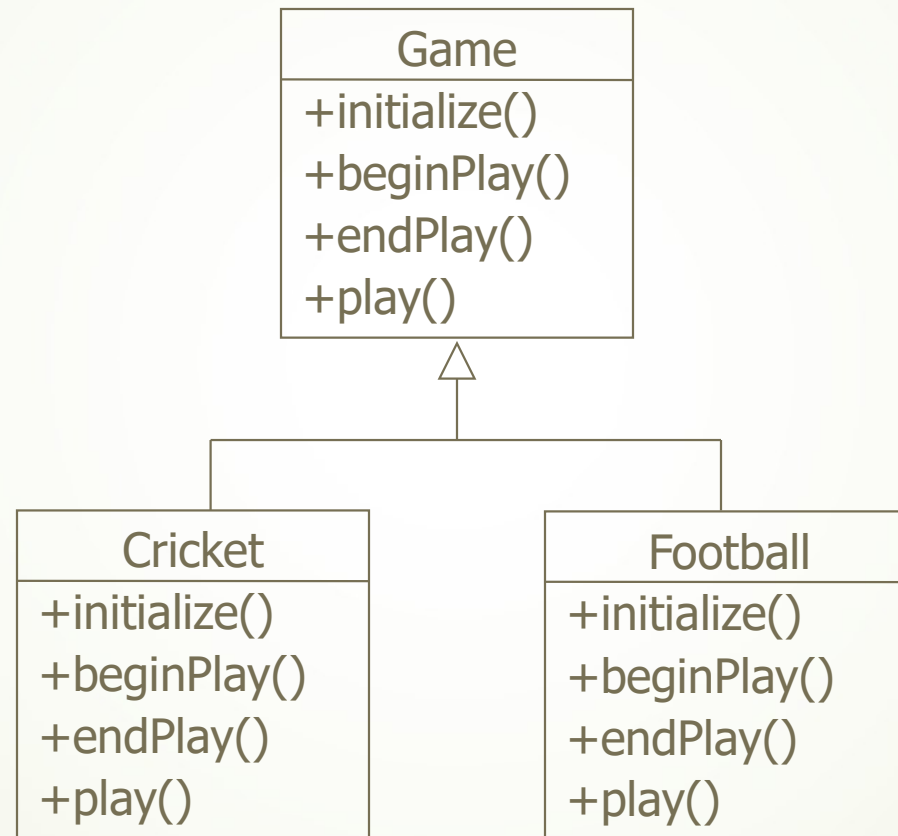 Game
+initialize()
+beginPlay()
+endPlay()
+play()
Cricket
+initialize()
+beginPlay()
+endPlay()
+play()
Football
+initialize()
+beginPlay()
+endPlay()
+play()